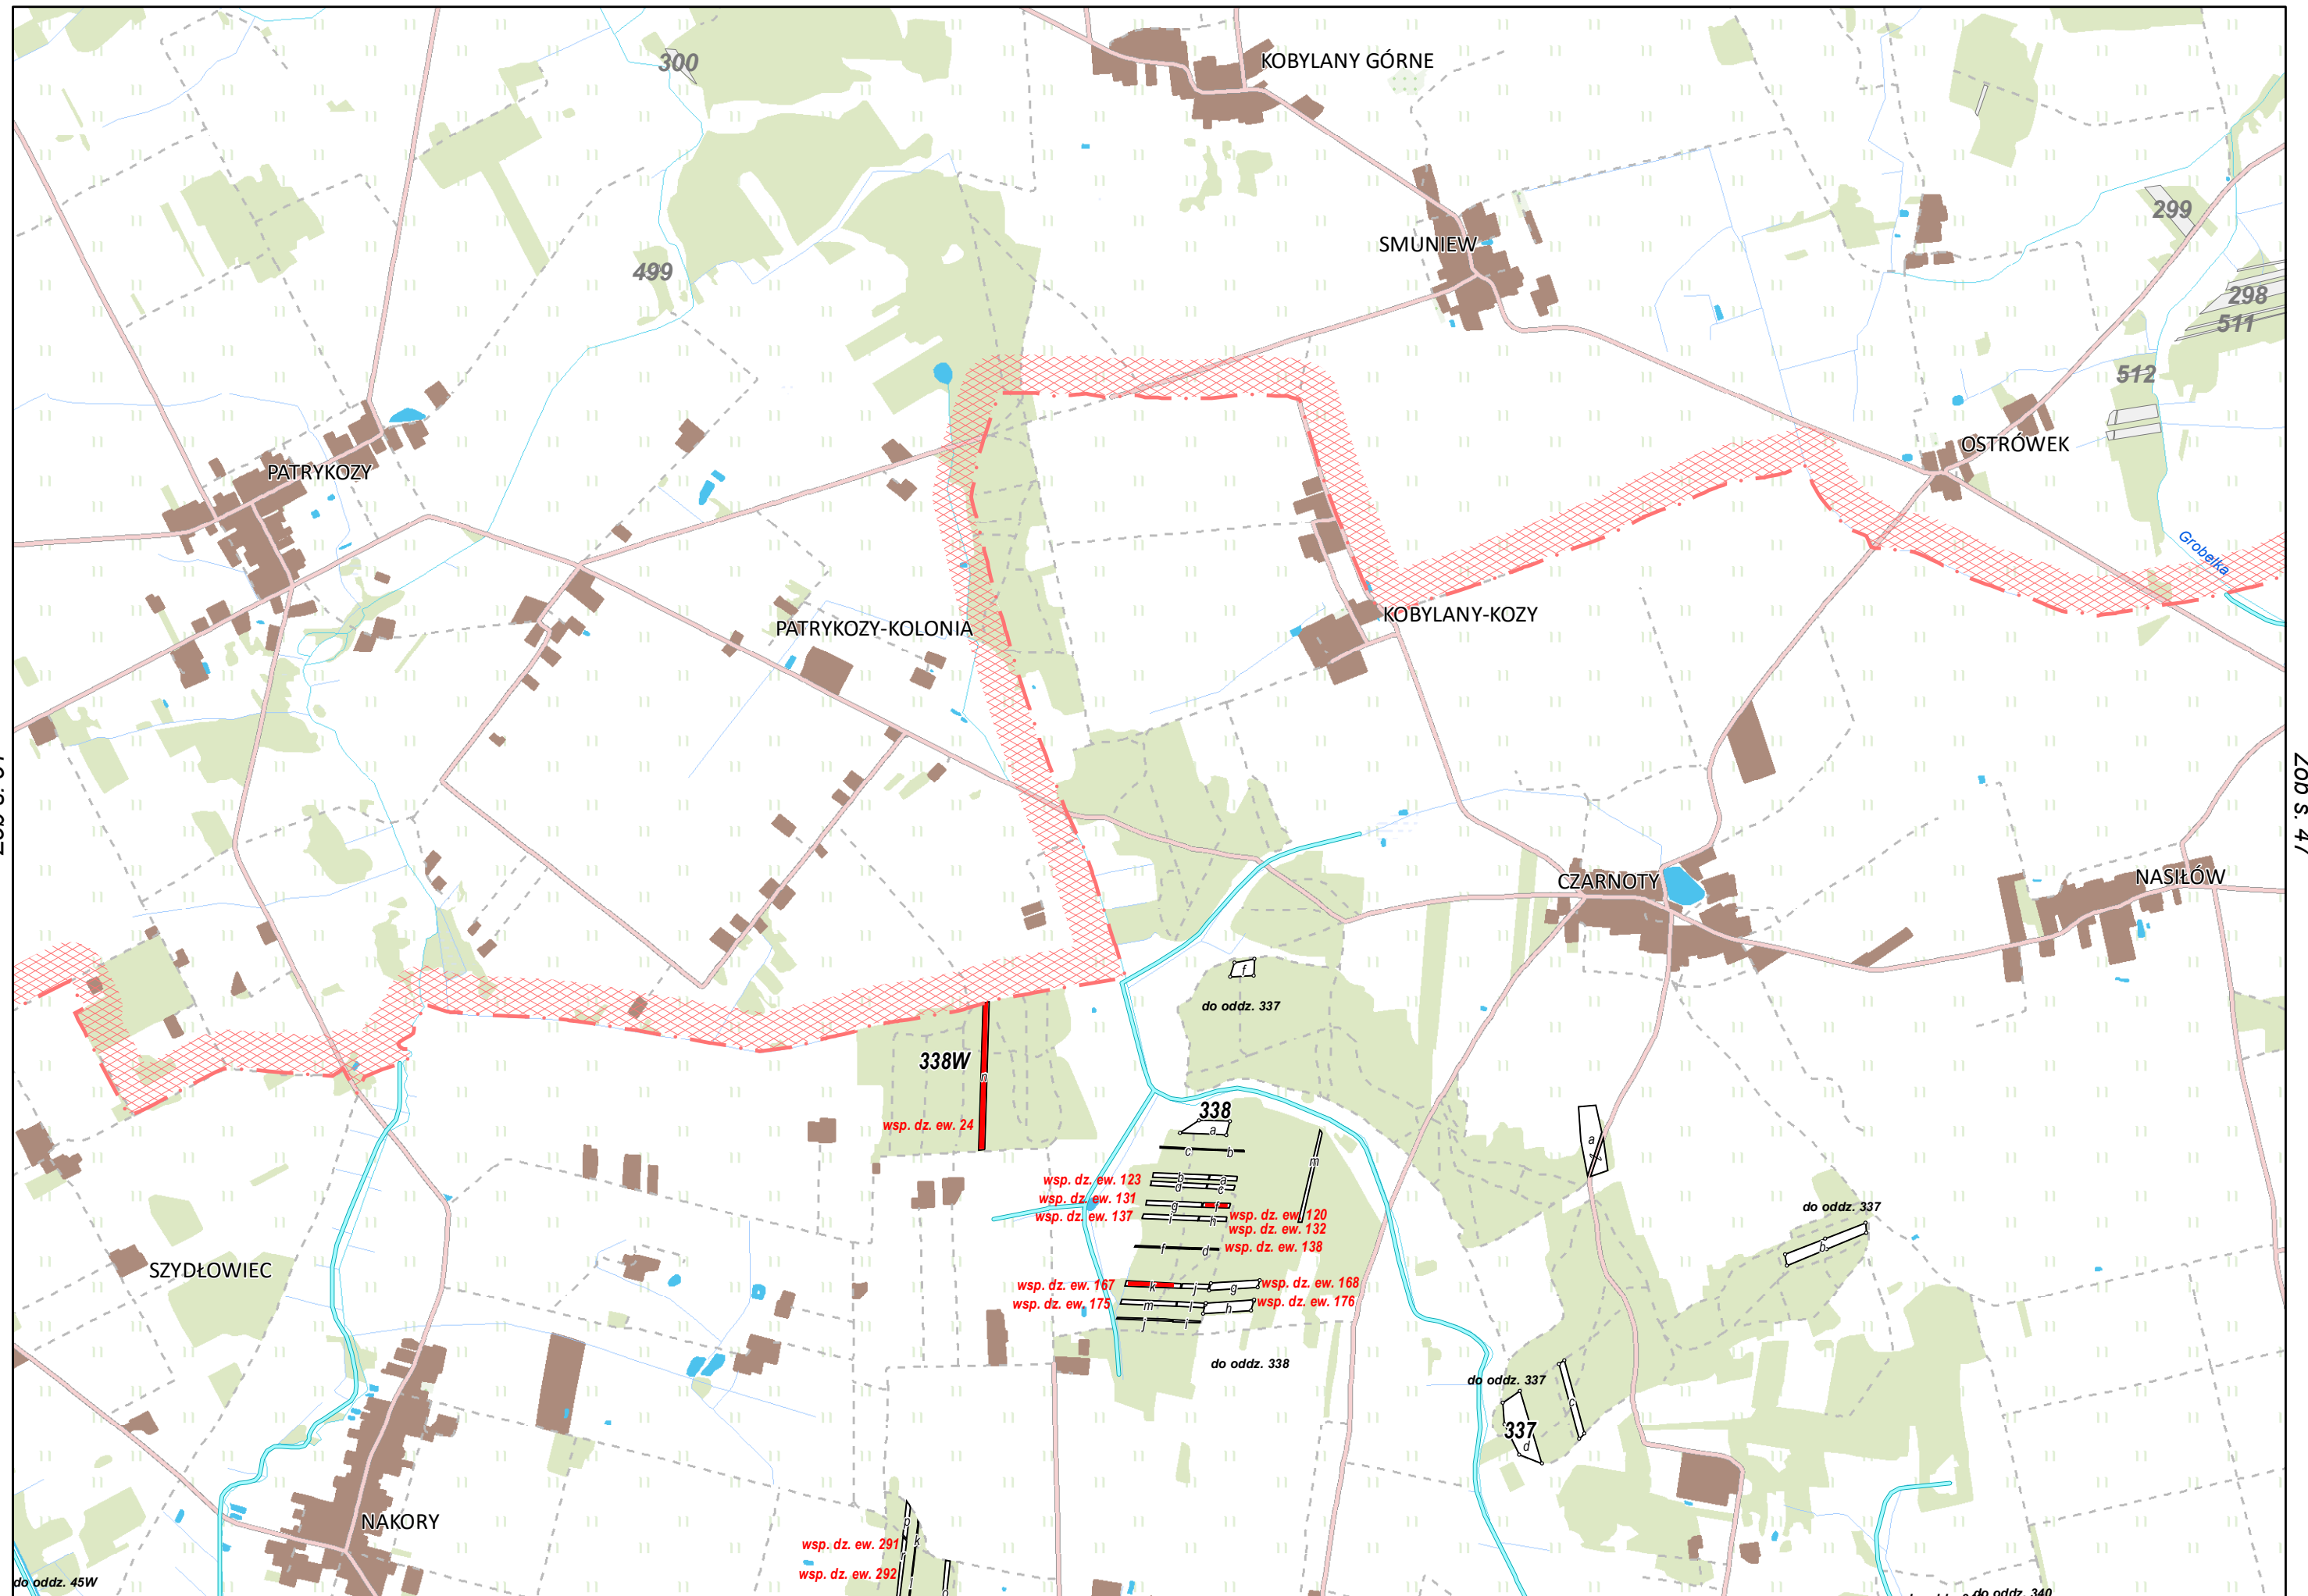 300
KOBYLANY GÓRNE
299
SMUNIEW
499
298
511
512
OSTRÓWEK
PATRYKOZY
Grobelka
KOBYLANY-KOZY
PATRYKOZY-KOLONIA
Zob s. 47
CZARNOTY
NASIŁÓW
f
do oddz. 337
338W
n
338
wsp. dz. ew. 24
a
a
c b
m
wsp. dz. ew. 123
b a
d c
wsp. dz. ew. 131
g f
wsp. dz. ew. 120
wsp. dz. ew. 137
i h
wsp. dz. ew. 132
do oddz. 337
b
f d
wsp. dz. ew. 138
SZYDŁOWIEC
wsp. dz. ew. 167
k j g
wsp. dz. ew. 168
wsp. dz. ew. 175
m l h
wsp. dz. ew. 176
j i
do oddz. 338
do oddz. 337
c
337
d
NAKORY
p
k
wsp. dz. ew. 291
r
wsp. dz. ew. 292
do oddz. 45W
do oddz. 340